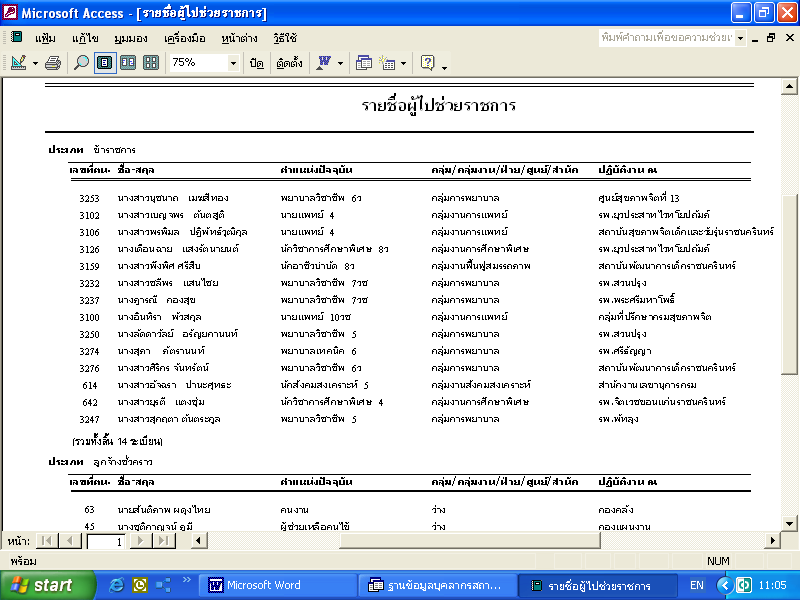 Microsoft Access - [รายชื่อผู้ไปช่วยราชการ]
แฟ้ม แก้ไข มุมมอง เครื่องมือ หน้าต่าง วิธีใช้ พิมพ์คำถามเพื่อขอความช่วยเ
75% ปิด ติดตั้ง
รายชื่อผู้ไปช่วยราชการ
ประเภท ข้าราชการ
เลขที่คน- ชื่อ-สกุล ตำแหน่งปัจจุบัน กลุ่ม/กลุ่มงาน/ฝ่าย/ศูนย์/สำนัก ปฏิบัติงาน ณ
3253 นางสาวนุชนาถ เมฆสีทอง พยาบาลวิชาชีพ 6ว กลุ่มการพยาบาล ศูนย์สุขภาพจิตที่ 13
3102 นางสาวเบญจพร ตันตสูติ นายแพทย์ 4 กลุ่มงานการแพทย์ รพ.ยุวประสาทไวทโยปถัมภ์
3106 นางสาวพรพิมล ปฏิพัทธ์วุฒิกุล นายแพทย์ 4 กลุ่มงานการแพทย์ สถาบันสุขภาพจิตเด็กและวัยรุ่นราชนครินทร์
3126 นางเดือนฉาย แสงรัตนายนต์ นักวิชาการศึกษาพิเศษ 8ว กลุ่มงานการศึกษาพิเศษ รพ.ยุวประสาทไวทโยปถัมภ์
3159 นางสาวพึงพิศ ศรีสืบ นักอาชีวบำบัด 8ว กลุ่มงานฟื้นฟูสมรรถภาพ สถาบันพัฒนาการเด็กราชนครินทร์
3232 นางสาวชลีพร แสนไชย พยาบาลวิชาชีพ 7วช กลุ่มการพยาบาล รพ.สวนปรุง
3237 นางฎารณี กองสุข พยาบาลวิชาชีพ 7วช กลุ่มการพยาบาล รพ.พระศรีมหาโพธิ์
3100 นางอินทิรา พัวสกุล นายแพทย์ 10วช กลุ่มงานการแพทย์ กลุ่มที่ปรึกษากรมสุขภาพจิต
3250 นางลัดดาวัลย์ อรัญยกานนท์ พยาบาลวิชาชีพ 5 กลุ่มการพยาบาล รพ.สวนปรุง
3274 นางสุภา ภัตรานนท์ พยาบาลเทคนิค 6 กลุ่มการพยาบาล รพ.ศรีธัญญา
3276 นางสาวศิริกร จันทรัตน์ พยาบาลวิชาชีพ 6ว กลุ่มการพยาบาล สถาบันพัฒนาการเด็กราชนครินทร์
614 นางสาวอัจฉรา ปานะศุทธะ นักสังคมสงเคราะห์ 5 กลุ่มงานสังคมสงเคราะห์ สำนักงานเลขานุการกรม
642 นางสาวยุรดี แตงชุ่ม นักวิชาการศึกษาพิเศษ 4 กลุ่มงานการศึกษาพิเศษ รพ.จิตเวชขอนแก่นราชนครินทร์
3247 นางสาวสุกฤตา ตันตระกูล พยาบาลวิชาชีพ 5 กลุ่มการพยาบาล รพ.พัทลุง
(รวมทั้งสิ้น 14 ระเบียน)
ประเภท ลูกจ้างชั่วคราว
เลขที่คน- ชื่อ-สกุล ตำแหน่งปัจจุบัน กลุ่ม/กลุ่มงาน/ฝ่าย/ศูนย์/สำนัก ปฏิบัติงาน ณ
63 นายสันติภาพ ผดุงไทย คนงาน ว่าง กองคลัง
45 นางชุติกาญจน์ ภูมี ผู้ช่วยเหลือคนไข้ ว่าง กองแผนงาน
หน้า: 1
พร้อม NUM
start Microsoft Word ฐานข้อมูลบุคลากรสถา... รายชื่อผู้ไปช่วยราชการ EN 11:05